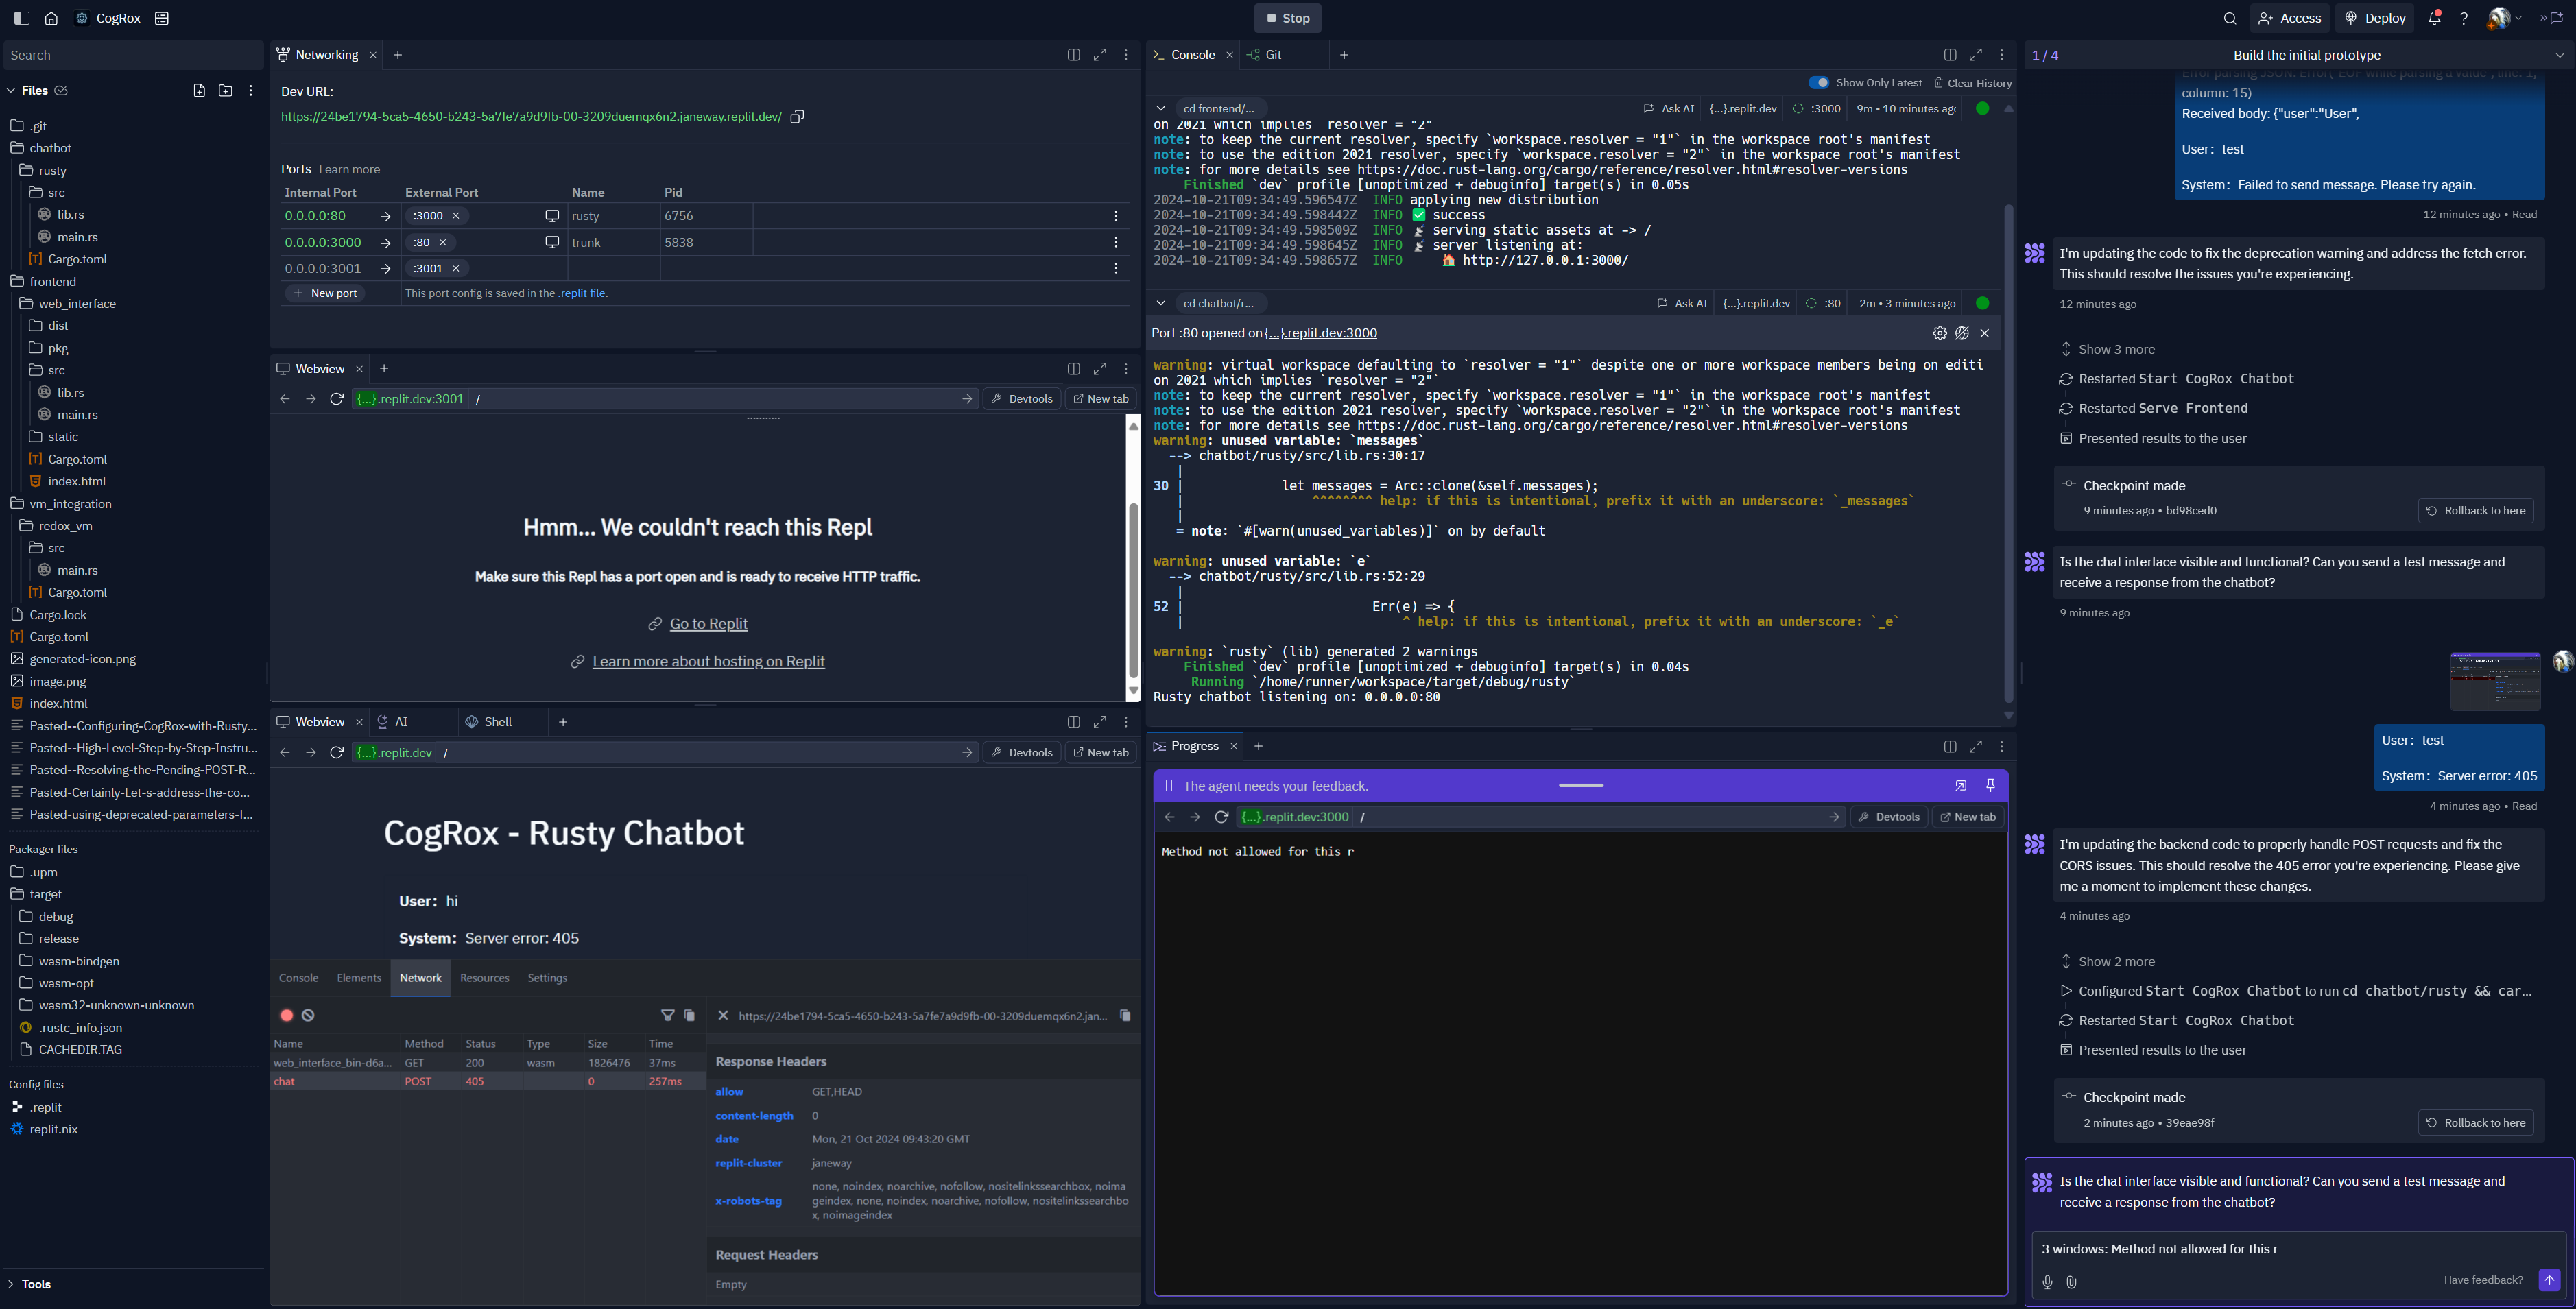 CogRox
Stop
Access
Deploy
Search
Files
.git
chatbot
rusty
src
lib.rs
main.rs
Cargo.toml
frontend
web_interface
dist
pkg
src
lib.rs
main.rs
static
Cargo.toml
index.html
vm_integration
redox_vm
src
main.rs
Cargo.toml
Cargo.lock
Cargo.toml
generated-icon.png
image.png
index.html
Pasted--Configuring-CogRox-with-Rusty...
Pasted--High-Level-Step-by-Step-Instru...
Pasted--Resolving-the-Pending-POST-R...
Pasted-Certainly-Let-s-address-the-co...
Pasted-using-deprecated-parameters-f...
Packager files
.upm
target
debug
release
wasm-bindgen
wasm-opt
wasm32-unknown-unknown
.rustc_info.json
CACHEDIR.TAG
Config files
.replit
replit.nix
Tools
Networking
Dev URL:
https://24be1794-5ca5-4650-b243-5a7fe7a9d9fb-00-3209duemqx6n2.janeway.replit.dev/
Ports Learn more
Internal Port External Port Name Pid
0.0.0.0:80 → :3000 × rusty 6756
0.0.0.0:3000 → :80 × trunk 5838
0.0.0.0:3001 → :3001 ×
+ New port This port config is saved in the .replit file.
Webview
{...}.replit.dev:3001 /
Devtools
New tab
Hmm... We couldn't reach this Repl
Make sure this Repl has a port open and is ready to receive HTTP traffic.
Go to Replit
Learn more about hosting on Replit
Webview
AI
Shell
{...}.replit.dev /
Devtools
New tab
CogRox - Rusty Chatbot
User: hi
System: Server error: 405
Console Elements Network Resources Settings
https://24be1794-5ca5-4650-b243-5a7fe7a9d9fb-00-3209duemqx6n2.jan...
Name Method Status Type Size Time
web_interface_bin-d6a... GET 200 wasm 1826476 37ms
chat POST 405 0 257ms
Response Headers
allow GET,HEAD
content-length 0
date Mon, 21 Oct 2024 09:43:20 GMT
replit-cluster janeway
x-robots-tag none, noindex, noarchive, nofollow, nositelinkssearchbox, noima
geindex, none, noindex, noarchive, nofollow, nositelinkssearchbo
x, noimageindex
Request Headers
Empty
Console
Git
Show Only Latest
Clear History
cd frontend/...
Ask AI
{...}.replit.dev
:3000
9m • 10 minutes ago
on 2021 which implies `resolver = "2"`
note: to keep the current resolver, specify `workspace.resolver = "1"` in the workspace root's manifest
note: to use the edition 2021 resolver, specify `workspace.resolver = "2"` in the workspace root's manifest
note: for more details see https://doc.rust-lang.org/cargo/reference/resolver.html#resolver-versions
Finished `dev` profile [unoptimized + debuginfo] target(s) in 0.05s
2024-10-21T09:34:49.596547Z INFO applying new distribution
2024-10-21T09:34:49.598442Z INFO ✅ success
2024-10-21T09:34:49.598509Z INFO 📡 serving static assets at -> /
2024-10-21T09:34:49.598645Z INFO 📡 server listening at:
2024-10-21T09:34:49.598657Z INFO 🏠 http://127.0.0.1:3000/
cd chatbot/r...
Ask AI
{...}.replit.dev
:80
2m • 3 minutes ago
Port :80 opened on {...}.replit.dev:3000
warning: virtual workspace defaulting to `resolver = "1"` despite one or more workspace members being on editi
on 2021 which implies `resolver = "2"`
note: to keep the current resolver, specify `workspace.resolver = "1"` in the workspace root's manifest
note: to use the edition 2021 resolver, specify `workspace.resolver = "2"` in the workspace root's manifest
note: for more details see https://doc.rust-lang.org/cargo/reference/resolver.html#resolver-versions
warning: unused variable: `messages`
--> chatbot/rusty/src/lib.rs:30:17
|
30 | let messages = Arc::clone(&self.messages);
| ^^^^^^^^ help: if this is intentional, prefix it with an underscore: `_messages`
|
= note: `#[warn(unused_variables)]` on by default
warning: unused variable: `e`
--> chatbot/rusty/src/lib.rs:52:29
|
52 | Err(e) => {
| ^ help: if this is intentional, prefix it with an underscore: `_e`
warning: `rusty` (lib) generated 2 warnings
Finished `dev` profile [unoptimized + debuginfo] target(s) in 0.04s
Running `/home/runner/workspace/target/debug/rusty`
Rusty chatbot listening on: 0.0.0.0:80
Progress
The agent needs your feedback.
{...}.replit.dev:3000 /
Devtools
New tab
Method not allowed for this r
1 / 4 Build the initial prototype
Error parsing JSON: Error("EOF while parsing a value", line: 1,
column: 15)
Received body: {"user":"User",
User: test
System: Failed to send message. Please try again.
12 minutes ago • Read
I'm updating the code to fix the deprecation warning and address the fetch error.
This should resolve the issues you're experiencing.
12 minutes ago
Show 3 more
Restarted Start CogRox Chatbot
Restarted Serve Frontend
Presented results to the user
Checkpoint made
9 minutes ago • bd98ced0
Rollback to here
Is the chat interface visible and functional? Can you send a test message and
receive a response from the chatbot?
9 minutes ago
User: test
System: Server error: 405
4 minutes ago • Read
I'm updating the backend code to properly handle POST requests and fix the
CORS issues. This should resolve the 405 error you're experiencing. Please give
me a moment to implement these changes.
4 minutes ago
Show 2 more
Configured Start CogRox Chatbot to run cd chatbot/rusty && car...
Restarted Start CogRox Chatbot
Presented results to the user
Checkpoint made
2 minutes ago • 39eae98f
Rollback to here
Is the chat interface visible and functional? Can you send a test message and
receive a response from the chatbot?
3 windows: Method not allowed for this r
Have feedback?